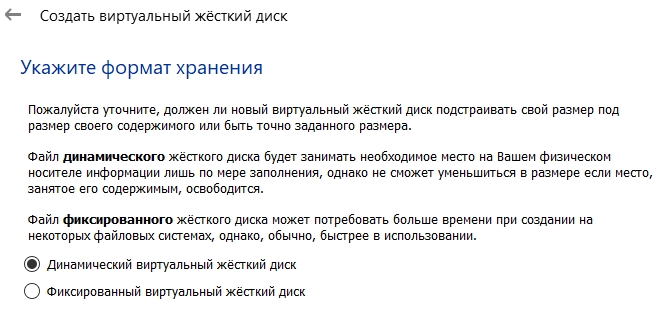 Создать виртуальный жёсткий диск
Укажите формат хранения
Пожалуйста уточните, должен ли новый виртуальный жёсткий диск подстраивать свой размер под
размер своего содержимого или быть точно заданного размера.
Файл динамического жёсткого диска будет занимать необходимое место на Вашем физическом
носителе информации лишь по мере заполнения, однако не сможет уменьшиться в размере если место,
занятое его содержимым, освободится.
Файл фиксированного жёсткого диска может потребовать больше времени при создании на
некоторых файловых системах, однако, обычно, быстрее в использовании.
Динамический виртуальный жёсткий диск
Фиксированный виртуальный жёсткий диск